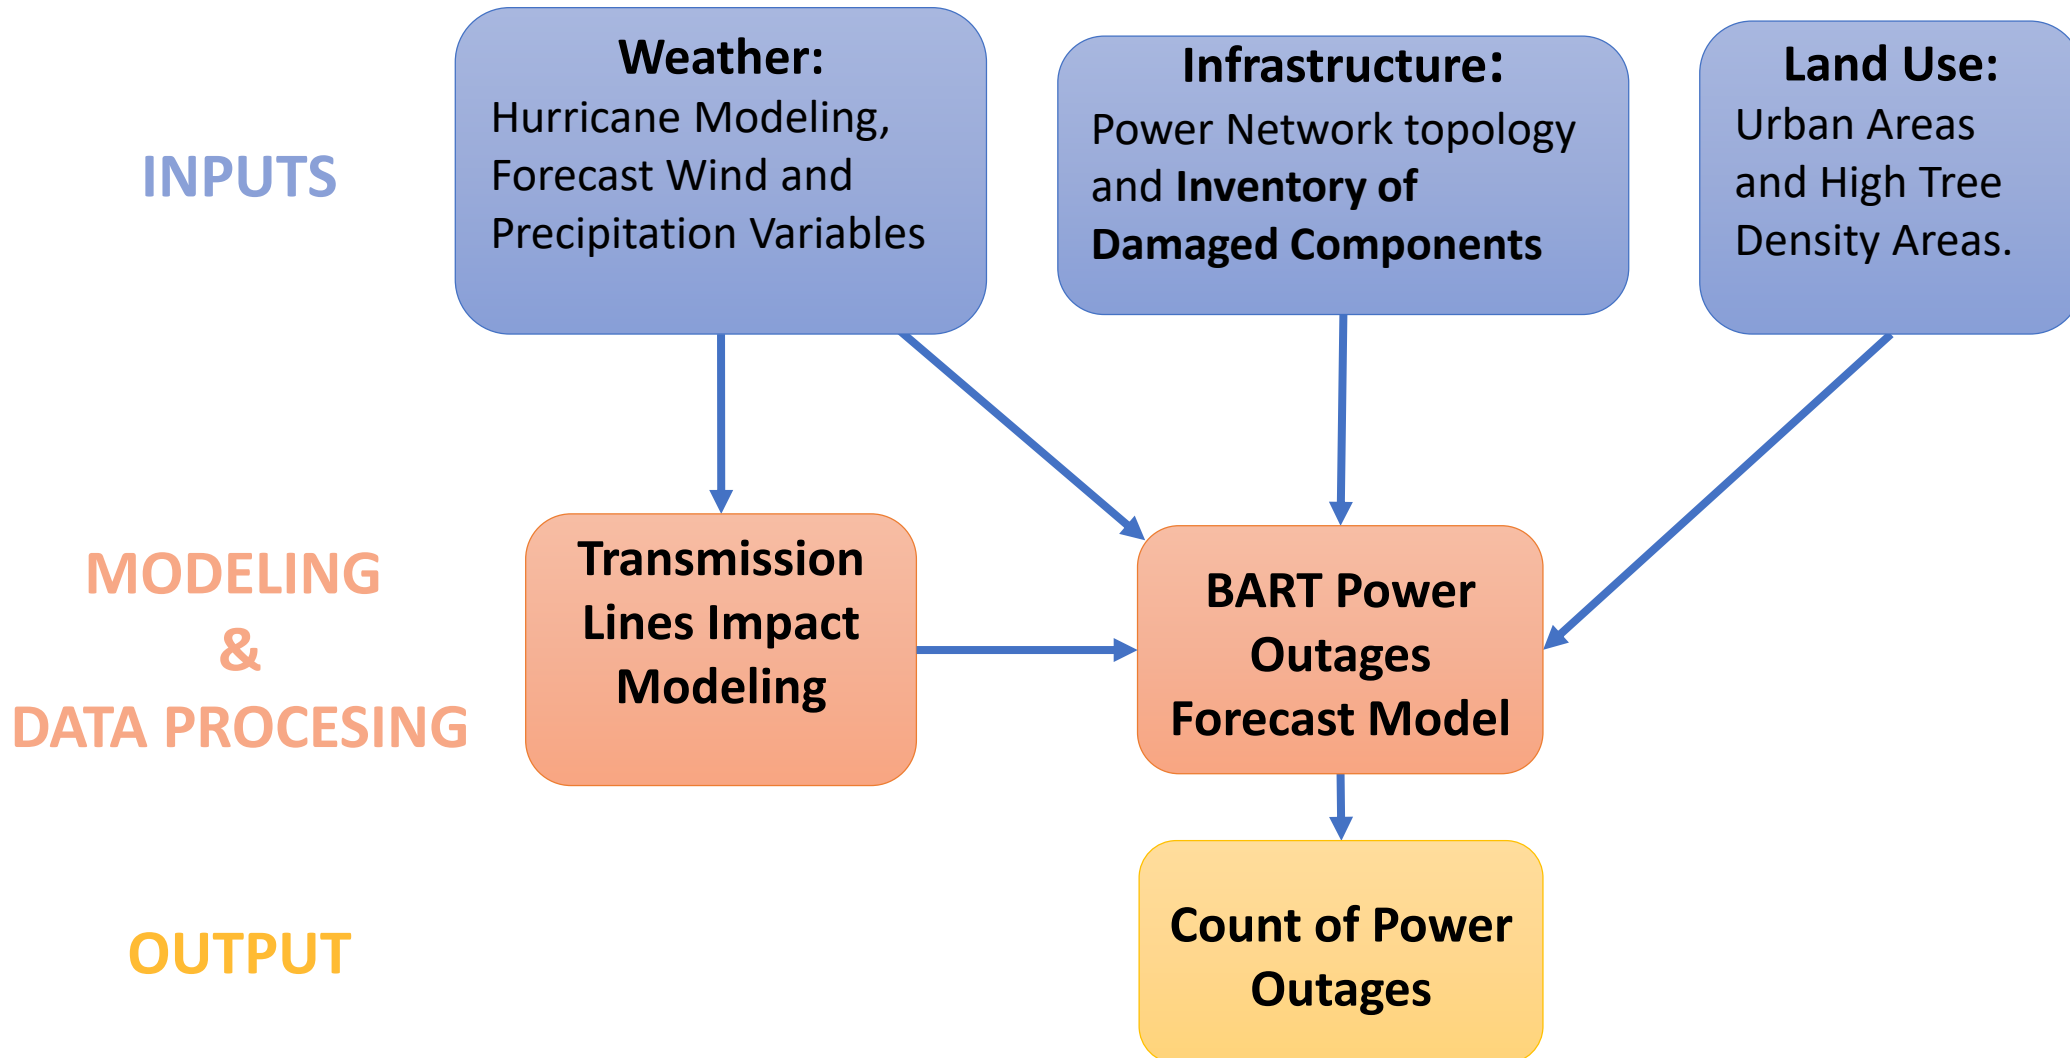 INPUTS
Weather:
Hurricane Modeling,
Forecast Wind and
Precipitation Variables
Infrastructure:
Power Network topology
and Inventory of
Damaged Components
Land Use:
Urban Areas
and High Tree
Density Areas.
MODELING
&
DATA PROCESING
Transmission
Lines Impact
Modeling
BART Power
Outages
Forecast Model
OUTPUT
Count of Power
Outages